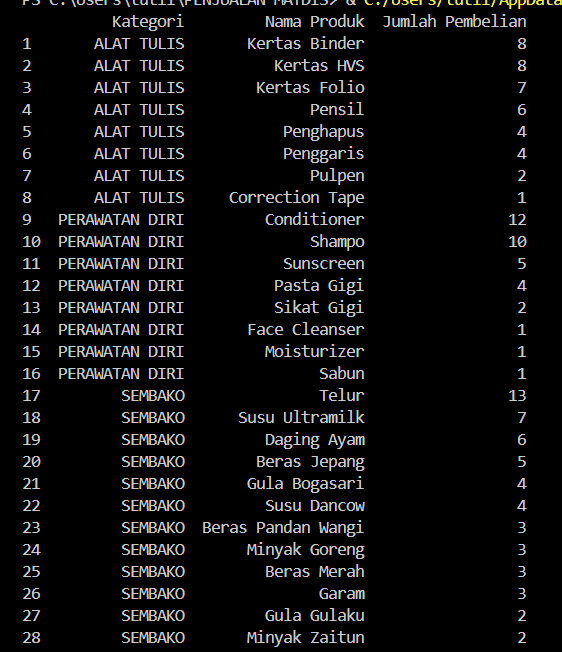 PS C:\Users\tutii\PENJUALAN MATDIS> & C:/Users/tutii/AppData
Kategori Nama Produk Jumlah Pembelian
1 ALAT TULIS Kertas Binder 8
2 ALAT TULIS Kertas HVS 8
3 ALAT TULIS Kertas Folio 7
4 ALAT TULIS Pensil 6
5 ALAT TULIS Penghapus 4
6 ALAT TULIS Penggaris 4
7 ALAT TULIS Pulpen 2
8 ALAT TULIS Correction Tape 1
9 PERAWATAN DIRI Conditioner 12
10 PERAWATAN DIRI Shampo 10
11 PERAWATAN DIRI Sunscreen 5
12 PERAWATAN DIRI Pasta Gigi 4
13 PERAWATAN DIRI Sikat Gigi 2
14 PERAWATAN DIRI Face Cleanser 1
15 PERAWATAN DIRI Moisturizer 1
16 PERAWATAN DIRI Sabun 1
17 SEMBAKO Telur 13
18 SEMBAKO Susu Ultramilk 7
19 SEMBAKO Daging Ayam 6
20 SEMBAKO Beras Jepang 5
21 SEMBAKO Gula Bogasari 4
22 SEMBAKO Susu Dancow 4
23 SEMBAKO Beras Pandan Wangi 3
24 SEMBAKO Minyak Goreng 3
25 SEMBAKO Beras Merah 3
26 SEMBAKO Garam 3
27 SEMBAKO Gula Gulaku 2
28 SEMBAKO Minyak Zaitun 2